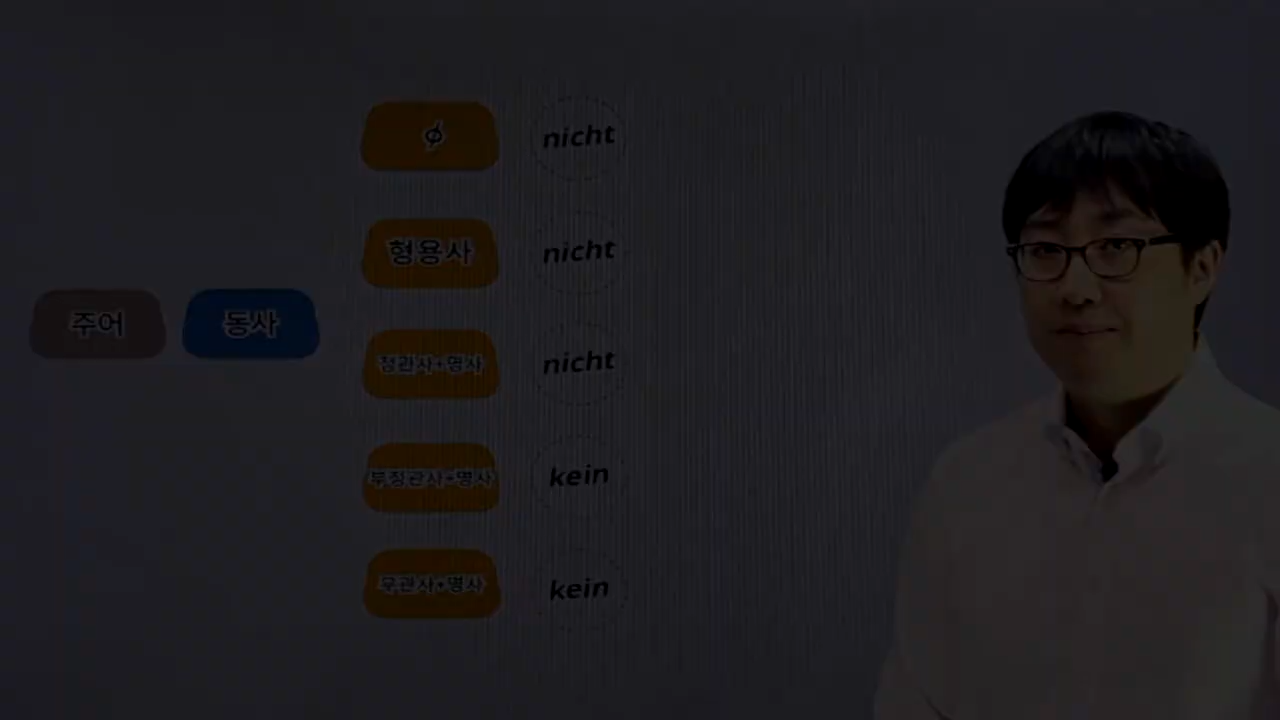 ø
nicht
형용사
nicht
주어
동사
정관사+명사
nicht
부정관사+명사
kein
무관사+명사
kein